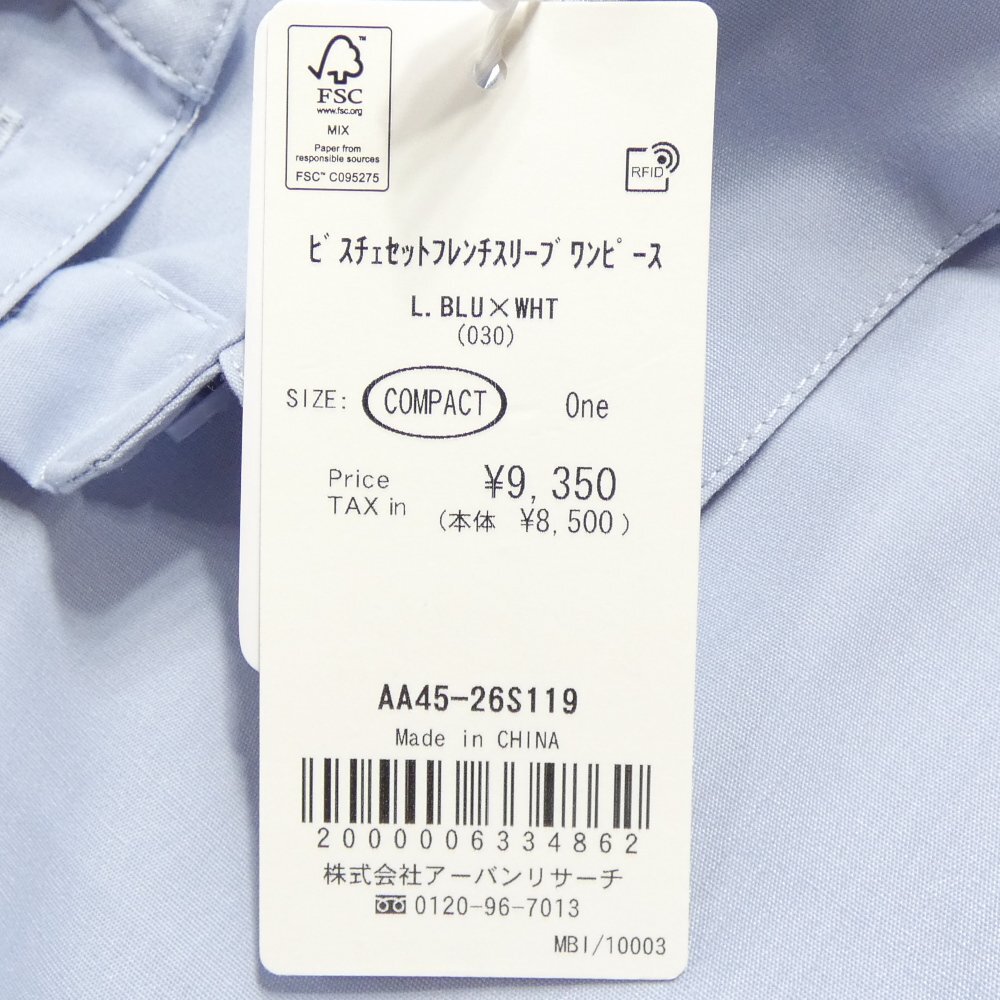 FSC
www.fsc.org
MIX
Paper from
responsible sources
FSC™ C095275
RFID
ﾋﾞｽﾁｪｾｯﾄﾌﾚﾝﾁｽﾘｰﾌﾞﾜﾝﾋﾟｰｽ
L.BLU×WHT
(030)
SIZE: COMPACT One
Price ¥9,350
TAX in (本体 ¥8,500)
AA45-26S119
Made in CHINA
2000006334862
株式会社アーバンリサーチ
0120-96-7013
MBI/10003